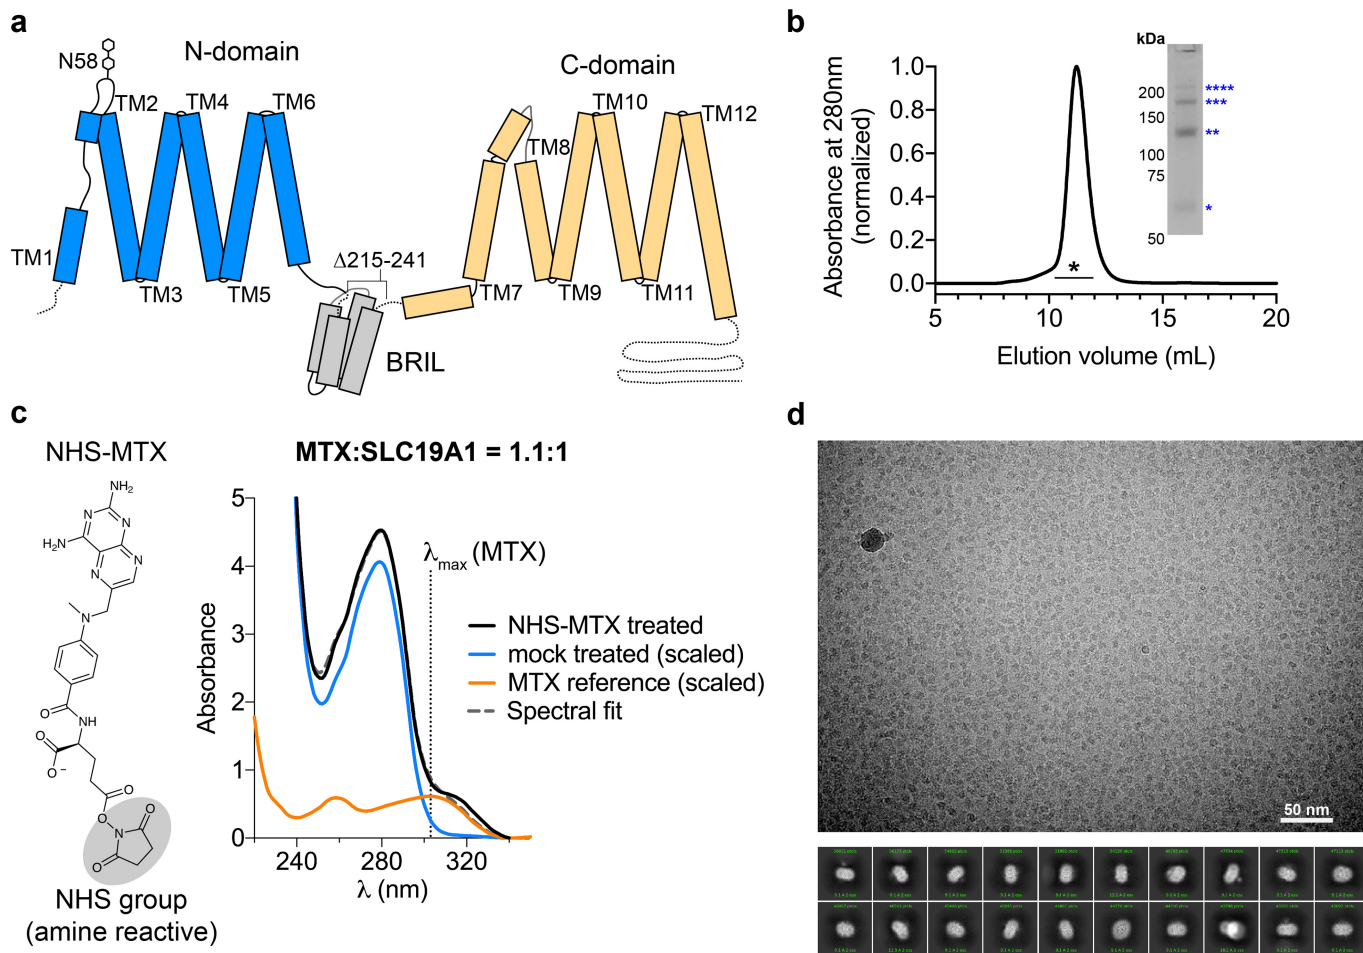 a
N58
N-domain
C-domain
TM2
TM4
TM6
TM10
TM12
TM8
TM1
TM3
TM5
Δ215-241
TM7
TM9
TM11
BRIL
b
Absorbance at 280nm
(normalized)
1.0
0.8
0.6
0.4
0.2
0.0
*
5
10
15
20
Elution volume (mL)
kDa
200
150
100
75
50
****
***
**
*
c
NHS-MTX
MTX:SLC19A1 = 1.1:1
NH2
N
N
H2N
N
N
N
O
NH
O
O−
O
O
N
O
O
NHS group
(amine reactive)
Absorbance
5
4
3
2
1
0
240
280
320
λ (nm)
λmax (MTX)
NHS-MTX treated
mock treated (scaled)
MTX reference (scaled)
Spectral fit
d
50 nm